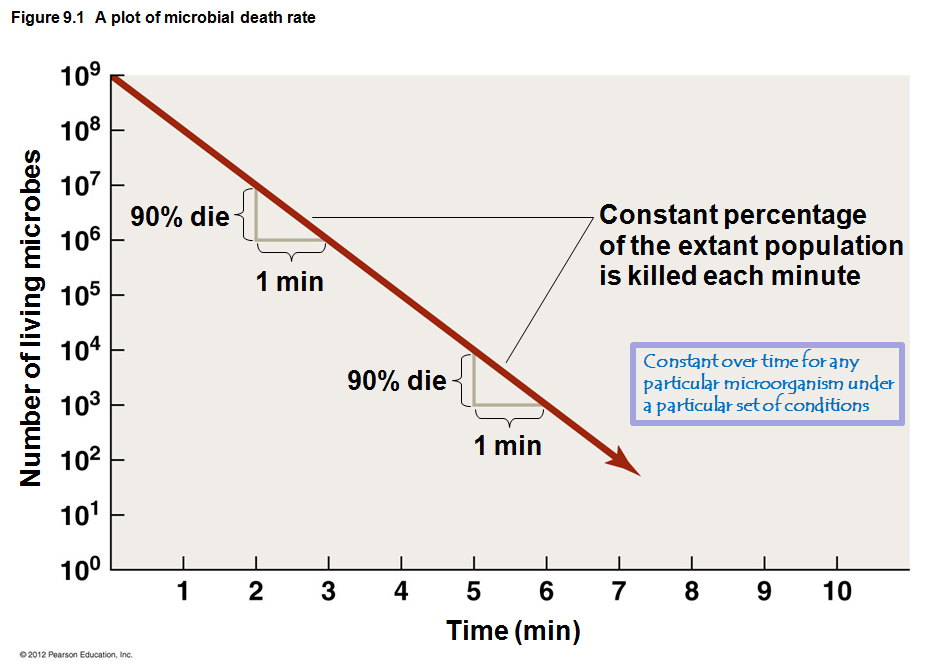 Figure 9.1 A plot of microbial death rate
Number of living microbes
10⁹
10⁸
10⁷
10⁶
10⁵
10⁴
10³
10²
10¹
10⁰
90% die
1 min
90% die
1 min
Constant percentage
of the extant population
is killed each minute
Constant over time for any
particular microorganism under
a particular set of conditions
1 2 3 4 5 6 7 8 9 10
Time (min)
© 2012 Pearson Education, Inc.